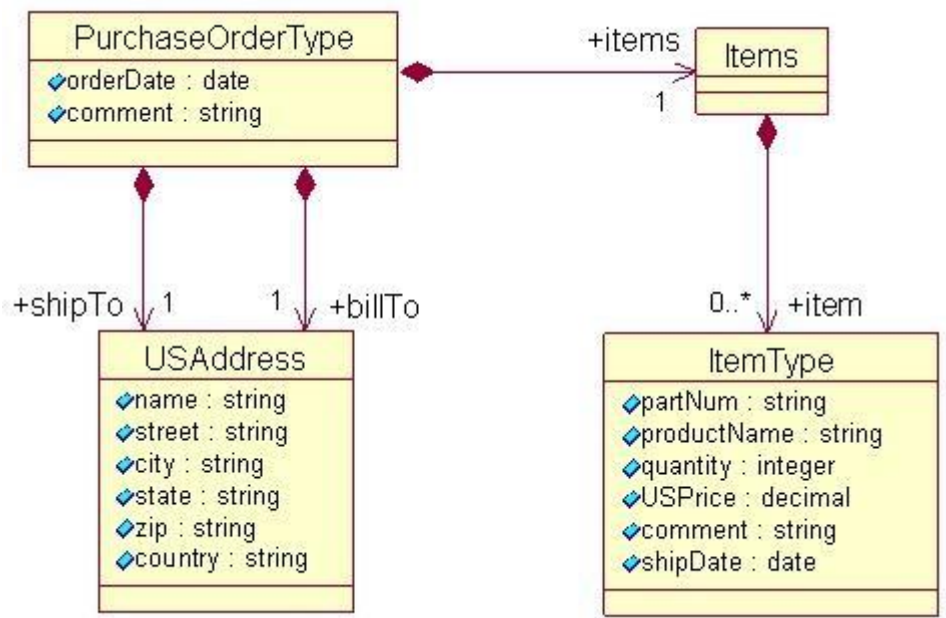 PurchaseOrderType
orderDate : date
comment : string
+items
1
Items
+shipTo
1
1
+billTo
0..*
+item
USAddress
name : string
street : string
city : string
state : string
zip : string
country : string
ItemType
partNum : string
productName : string
quantity : integer
USPrice : decimal
comment : string
shipDate : date